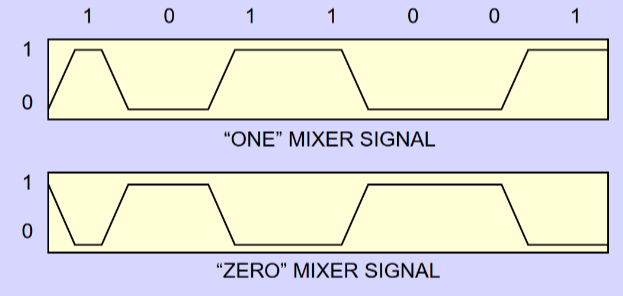 1 0 1 1 0 0 1
1
0
“ONE” MIXER SIGNAL
1
0
“ZERO” MIXER SIGNAL